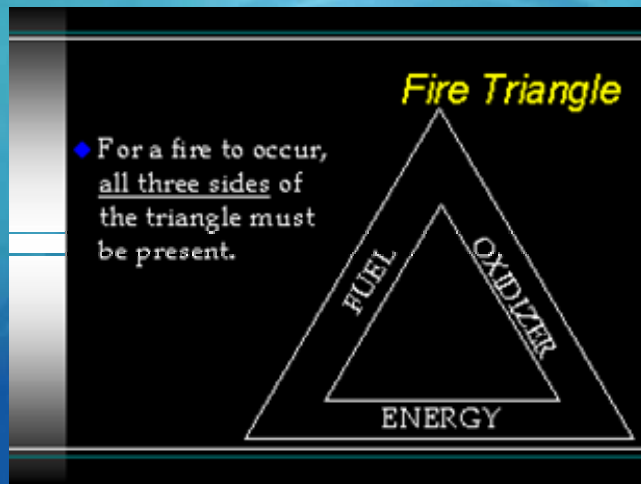 Fire Triangle
For a fire to occur,
all three sides of
the triangle must
be present.
FUEL
OXIDIZER
ENERGY